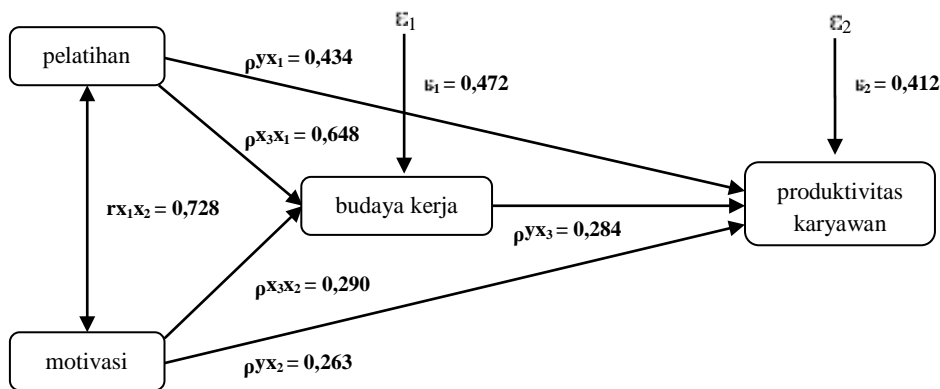 ε1
ε2
pelatihan
ρyx1 = 0,434
ε1 = 0,472
ε2 = 0,412
ρx3x1 = 0,648
rx1x2 = 0,728
budaya kerja
produktivitas
karyawan
ρyx3 = 0,284
ρx3x2 = 0,290
motivasi
ρyx2 = 0,263